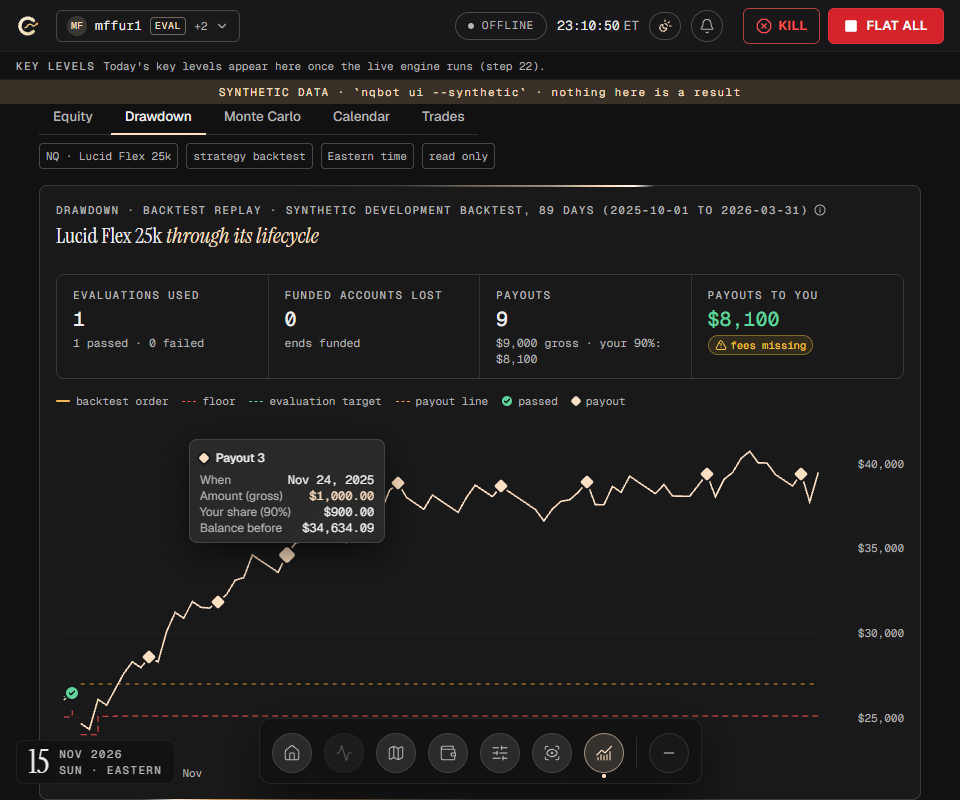 MF mffur1 EVAL +2
OFFLINE
23:10:50 ET
KILL
FLAT ALL
KEY LEVELS Today's key levels appear here once the live engine runs (step 22).
SYNTHETIC DATA · `nqbot ui --synthetic` · nothing here is a result
Equity Drawdown Monte Carlo Calendar Trades
NQ · Lucid Flex 25k strategy backtest Eastern time read only
DRAWDOWN · BACKTEST REPLAY · SYNTHETIC DEVELOPMENT BACKTEST, 89 DAYS (2025-10-01 TO 2026-03-31)
Lucid Flex 25k through its lifecycle
EVALUATIONS USED
1
1 passed · 0 failed
FUNDED ACCOUNTS LOST
0
ends funded
PAYOUTS
9
$9,000 gross · your 90%:
$8,100
PAYOUTS TO YOU
$8,100
fees missing
backtest order floor evaluation target payout line passed payout
Payout 3
When Nov 24, 2025
Amount (gross) $1,000.00
Your share (90%) $900.00
Balance before $34,634.09
$40,000
$35,000
$30,000
$25,000
15 NOV 2026
SUN · EASTERN
Nov